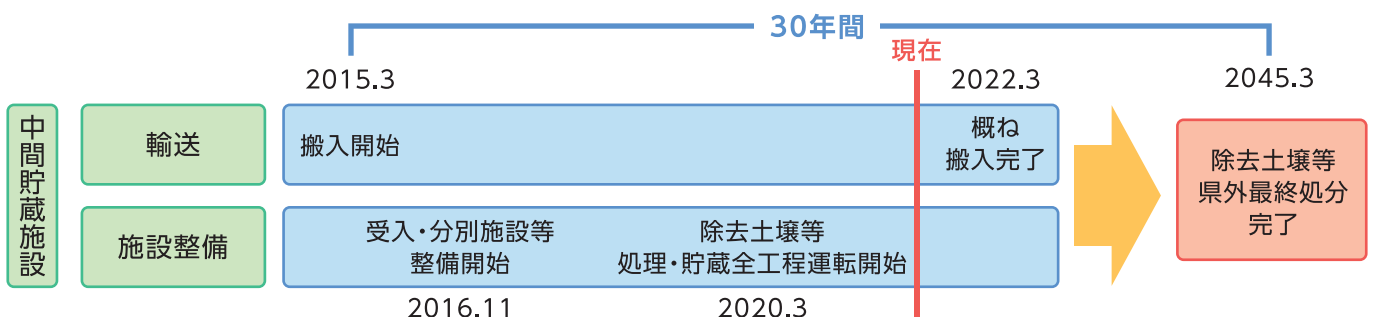 30年間
現在
2015.3
2022.3
2045.3
中間貯蔵施設
輸送
搬入開始
概ね
搬入完了
除去土壌等
県外最終処分
完了
施設整備
受入・分別施設等
整備開始
除去土壌等
処理・貯蔵全工程運転開始
2016.11
2020.3